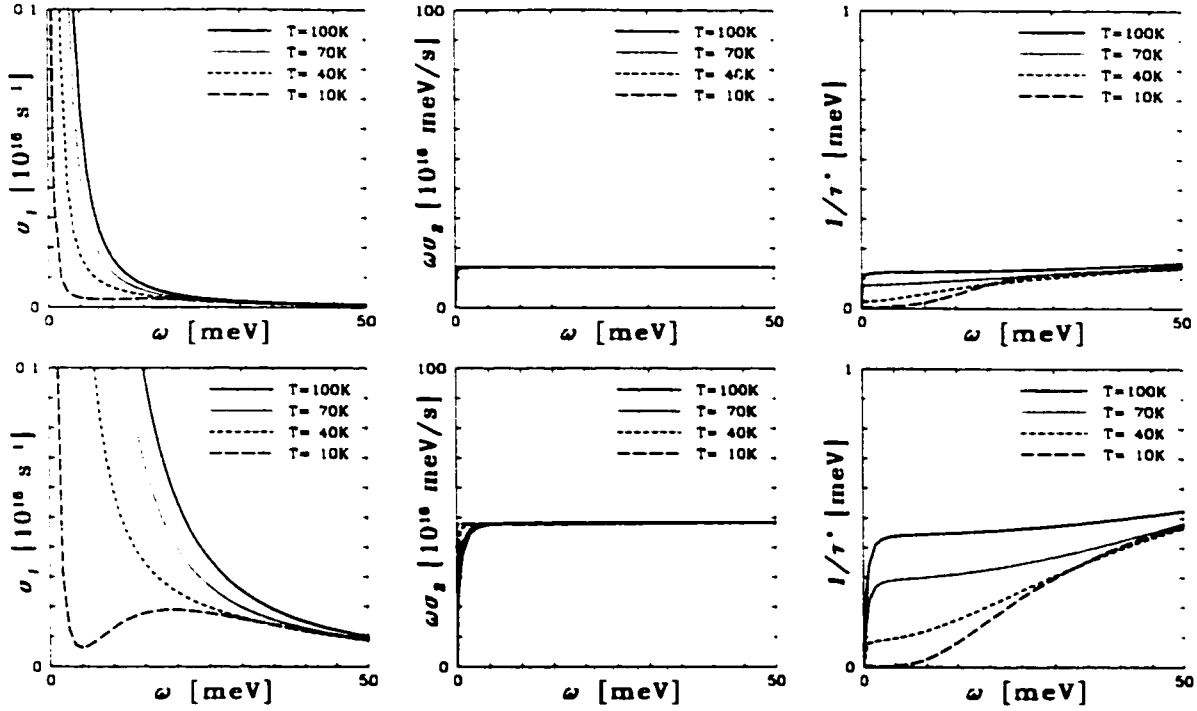 0.1
σ₁ [10¹⁶ s⁻¹]
T=100K
T= 70K
T= 40K
T= 10K
0
0
50
ω [meV]
100
ωσ₂ [10¹⁶ meV/s]
T=100K
T= 70K
T= 40K
T= 10K
0
0
50
ω [meV]
1
1/τ* [meV]
T=100K
T= 70K
T= 40K
T= 10K
0
0
50
ω [meV]
0.1
σ₁ [10¹⁶ s⁻¹]
T=100K
T= 70K
T= 40K
T= 10K
0
0
50
ω [meV]
100
ωσ₂ [10¹⁶ meV/s]
T=100K
T= 70K
T= 40K
T= 10K
0
0
50
ω [meV]
1
1/τ* [meV]
T=100K
T= 70K
T= 40K
T= 10K
0
0
50
ω [meV]